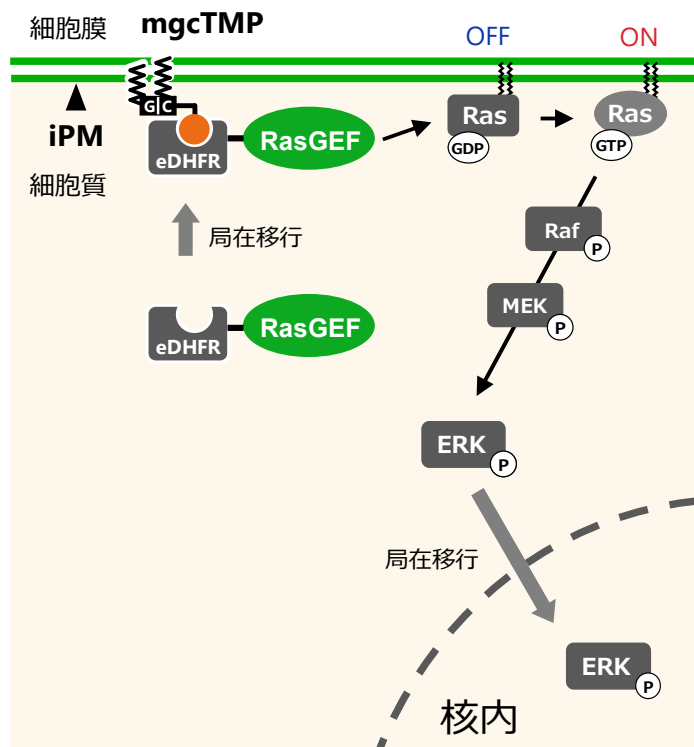 細胞膜
mgcTMP
OFF
ON
G C
iPM
eDHFR
RasGEF
Ras
GDP
Ras
GTP
細胞質
局在移行
Raf
P
eDHFR
RasGEF
MEK
P
ERK
P
局在移行
ERK
P
核内